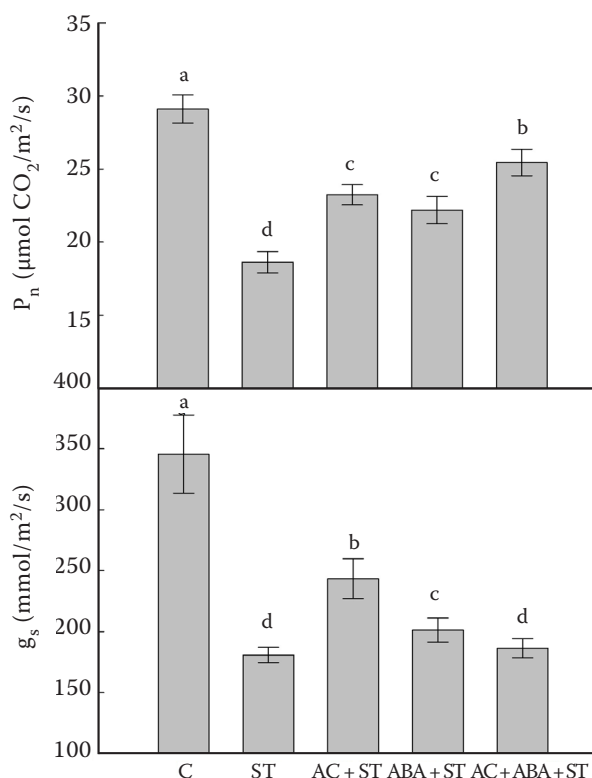 35
a
30
b
25
c
c
d
20
15
400
P_n (μmol CO_2/m²/s)
a
350
300
b
250
c
d
d
200
150
100
g_s (mmol/m²/s)
C ST AC + ST ABA + ST AC + ABA + ST